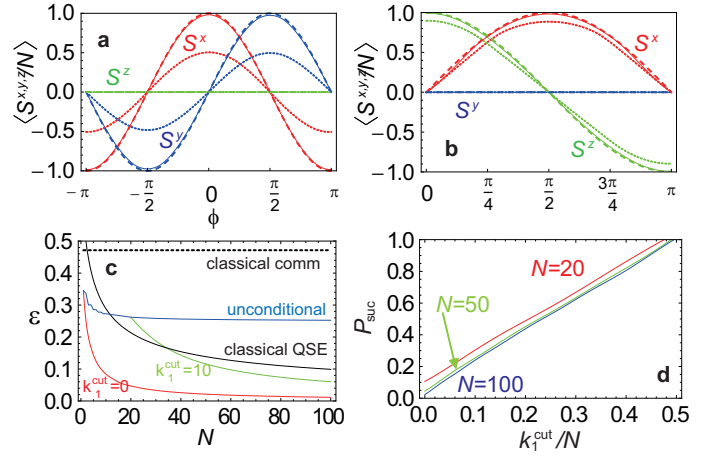 ⟨S^{x,y,z}/N⟩
1.0
0.5
0.0
−0.5
−1.0
a
S^x
S^z
S^y
−π
−π/2
0
π/2
π
ϕ
⟨S^{x,y,z}/N⟩
1.0
0.5
0.0
−0.5
−1.0
b
S^x
S^y
S^z
0
π/4
π/2
3π/4
π
ε
0.5
0.4
0.3
0.2
0.1
0.0
c
classical comm
unconditional
classical QSE
k_1^{cut}=0
k_1^{cut}=10
0
20
40
60
80
100
N
P_{suc}
1.0
0.8
0.6
0.4
0.2
0.0
N=20
N=50
N=100
d
0.0
0.1
0.2
0.3
0.4
0.5
k_1^{cut}/N